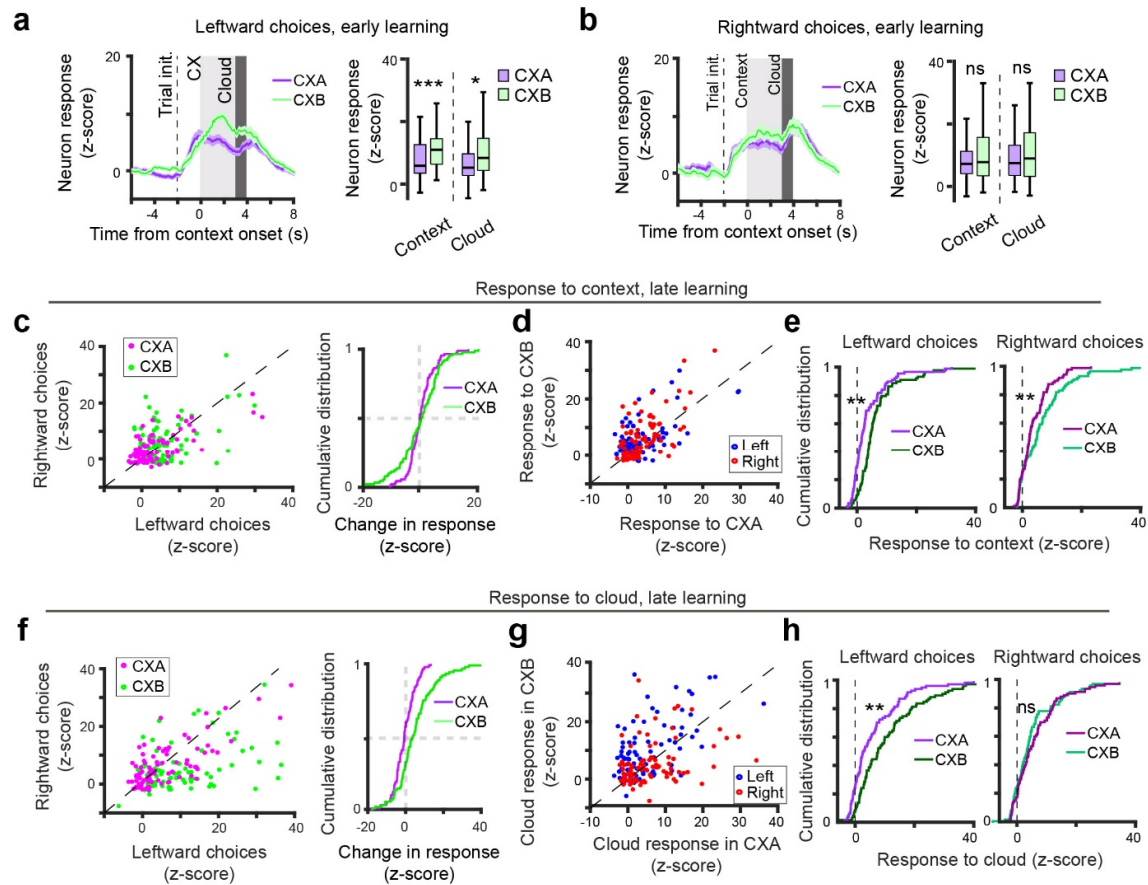 a
Leftward choices, early learning
Neuron response
(z-score)
20
0
Trial init.
CX
Cloud
CXA
CXB
-4
0
4
8
Time from context onset (s)
Neuron response
(z-score)
40
0
***
*
CXA
CXB
Context
Cloud
b
Rightward choices, early learning
Neuron response
(z-score)
20
0
Trial init.
Context
Cloud
CXA
CXB
-4
0
4
8
Time from context onset (s)
Neuron response
(z-score)
40
0
ns
ns
CXA
CXB
Context
Cloud
Response to context, late learning
c
Rightward choices
(z-score)
40
20
0
CXA
CXB
0
20
40
Leftward choices
(z-score)
Cumulative distribution
1
0
CXA
CXB
-20
0
20
Change in response
(z-score)
d
Response to CXB
(z-score)
40
30
20
10
0
Left
Right
-10
0
10
20
30
40
Response to CXA
(z-score)
e
Leftward choices
Cumulative distribution
1
0
**
CXA
CXB
0
40
Rightward choices
1
0
**
CXA
CXB
0
40
Response to context (z-score)
Response to cloud, late learning
f
Rightward choices
(z-score)
40
20
0
CXA
CXB
0
20
40
Leftward choices
(z-score)
Cumulative distribution
1
0
CXA
CXB
-20
0
20
40
Change in response
(z-score)
g
Cloud response in CXB
(z-score)
40
30
20
10
0
-10
Left
Right
0
10
20
30
40
Cloud response in CXA
(z-score)
h
Leftward choices
Cumulative distribution
1
0
**
CXA
CXB
0
40
Rightward choices
1
0
ns
CXA
CXB
0
40
Response to cloud (z-score)